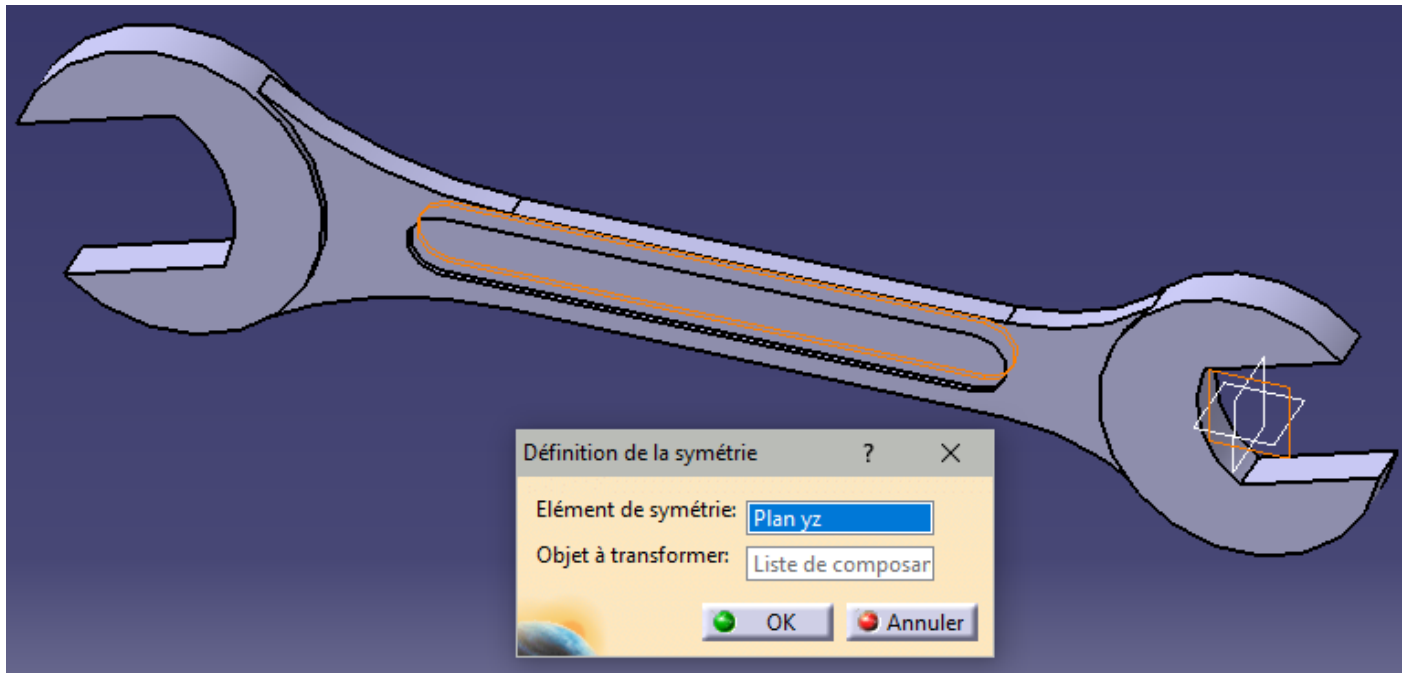 Définition de la symétrie ?
Elément de symétrie: Plan yz
Objet à transformer: Liste de composar
OK Annuler